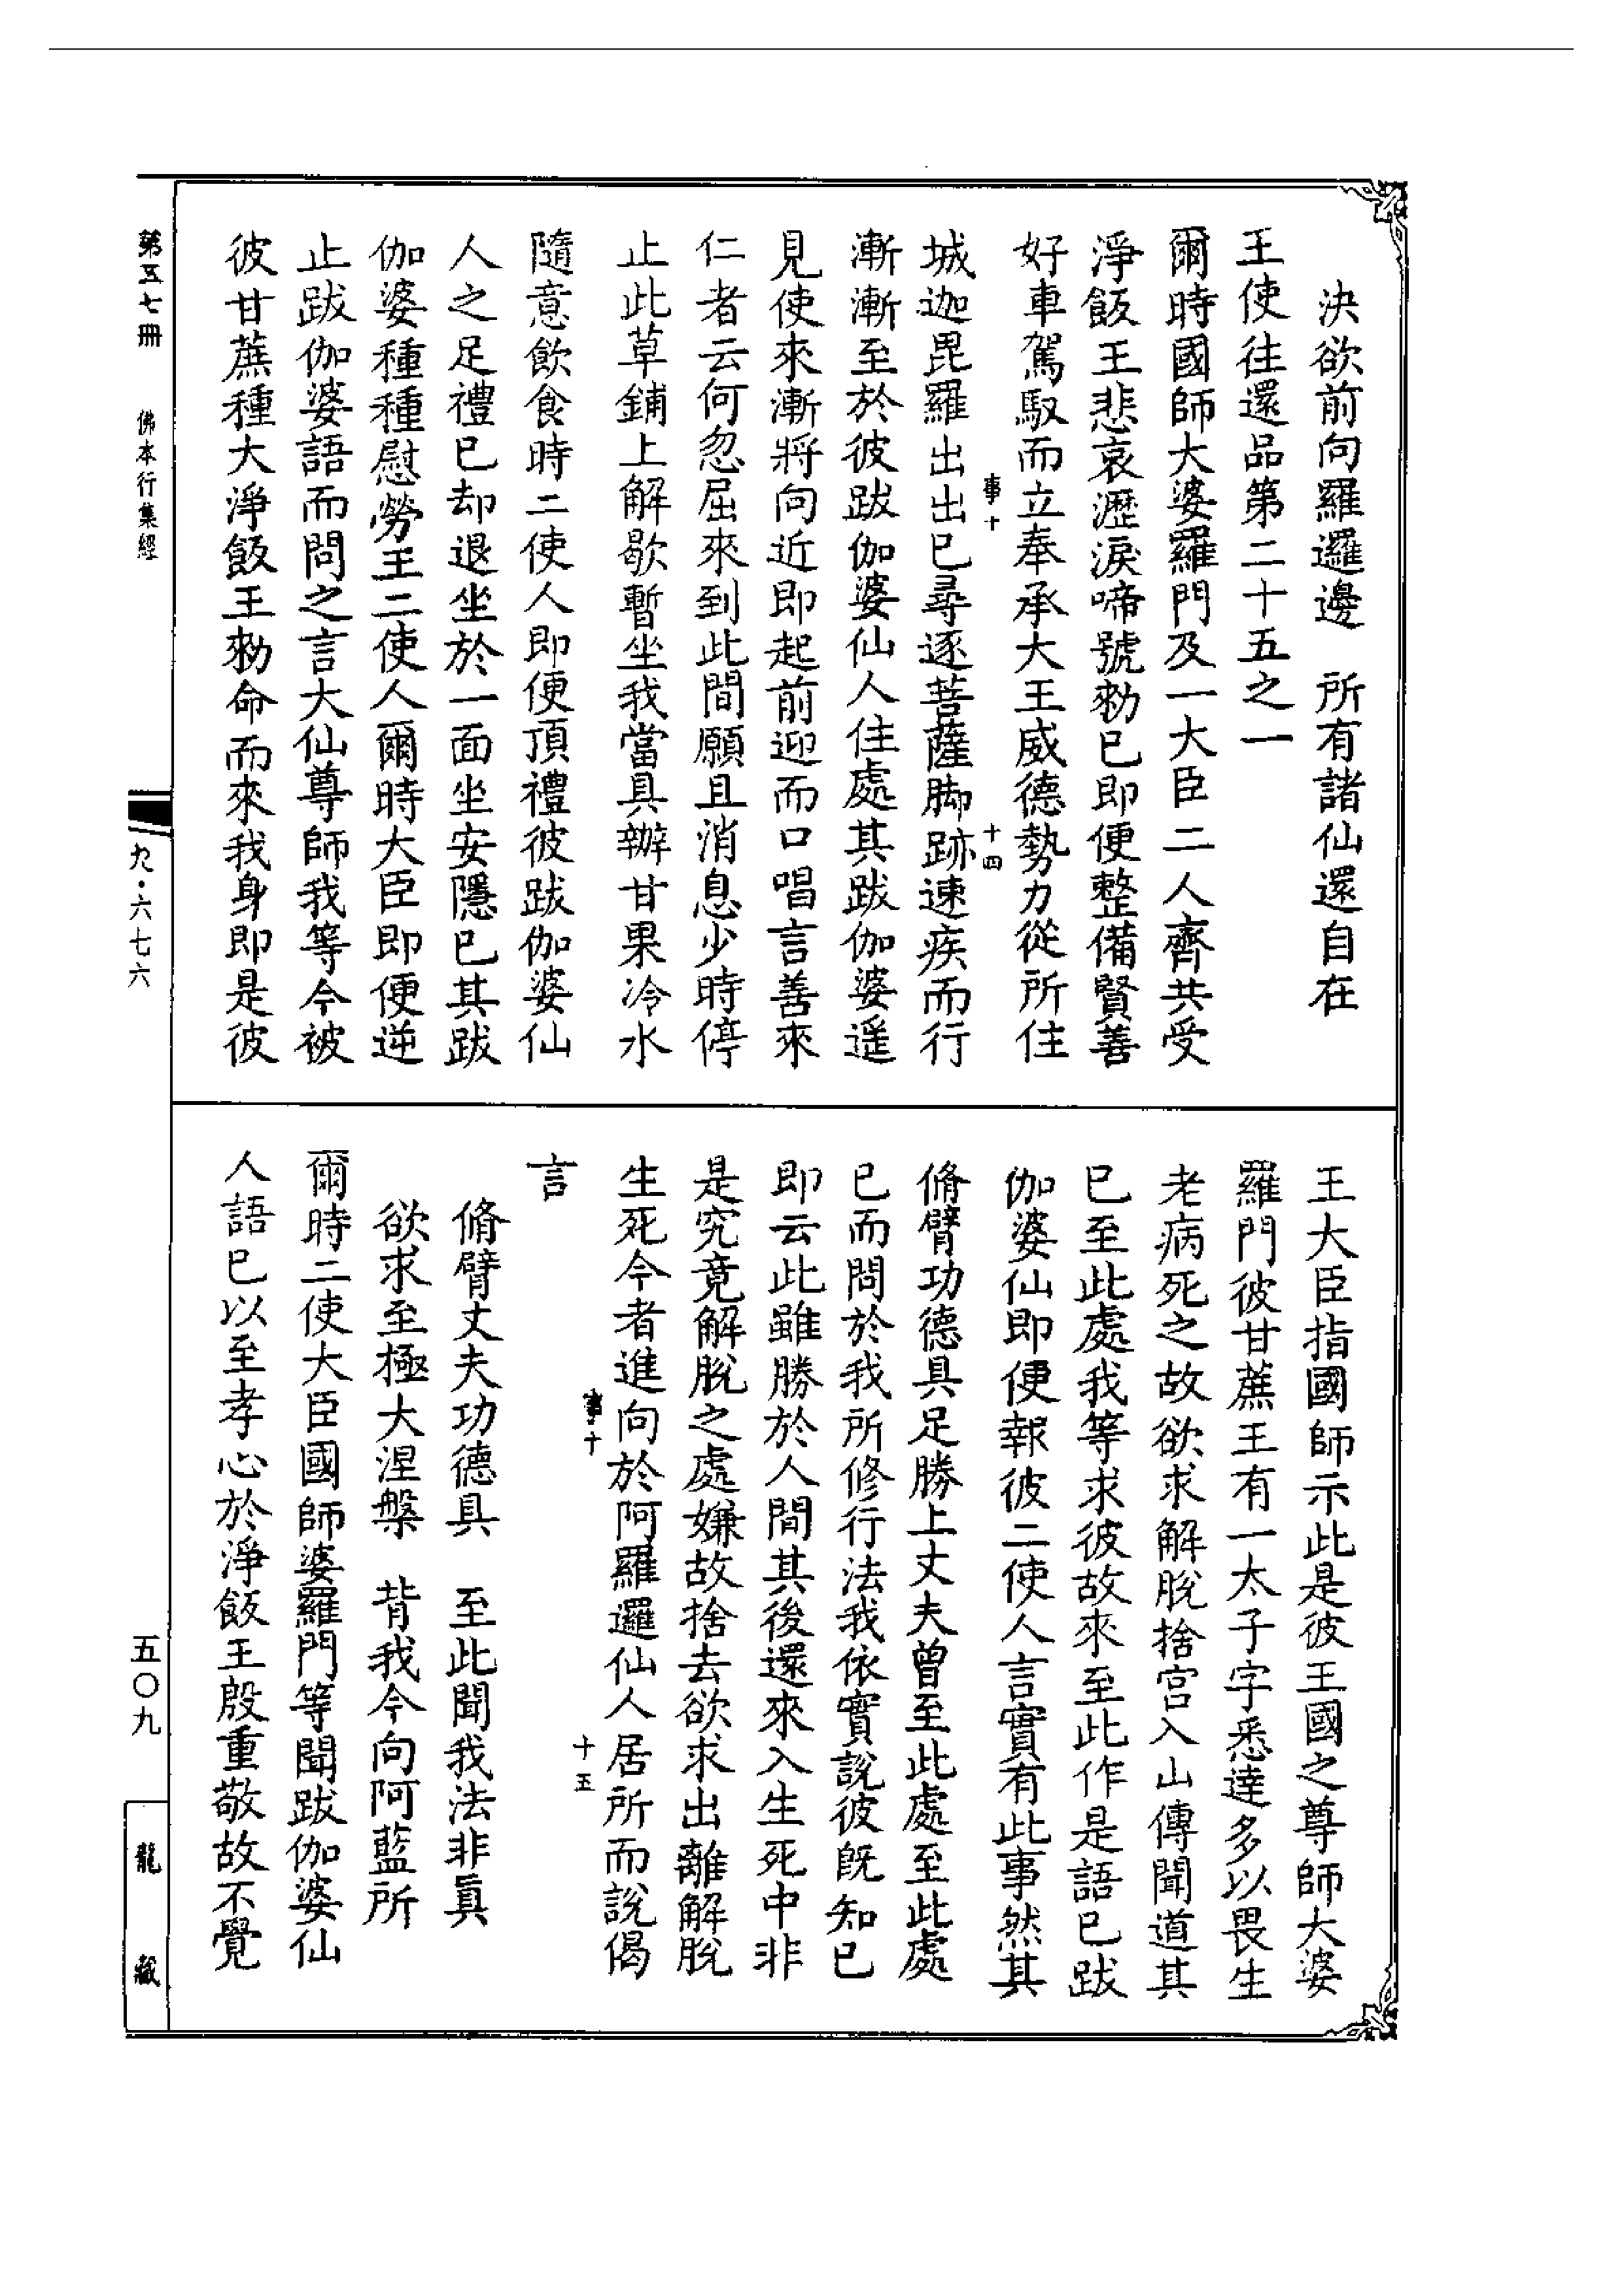 決欲前向羅邏邊　所有諸仙還自在
王使往還品第二十五之一
爾時國師大婆羅門及一大臣二人齊共受
淨飯王悲哀瀝淚啼號勑已即便整備賢善
好車駕馭而立奉承大王威德勢力從所住
事十　十四
城迦毘羅出出已尋逐菩薩脚跡速疾而行
漸漸至於彼跋伽婆仙人住處其跋伽婆遥
見使來漸將向近即起前迎而口唱言善來
仁者云何忽屈來到此間願且消息少時停
止此草鋪上解歇暫坐我當具辦甘果冷水
隨意飲食時二使人即便頂禮彼跋伽婆仙
人之足禮已却退坐於一面坐安隱已其跋
伽婆種種慰勞王二使人爾時大臣即便逆
止跋伽婆語而問之言大仙尊師我等今被
彼甘蔗種大淨飯王勑命而來我身即是彼
王大臣指國師示此是彼王國之尊師大婆
羅門彼甘蔗王有一太子字悉達多以畏生
老病死之故欲求解脫捨宮入山傳聞道其
已至此處我等求彼故來至此作是語已跋
伽婆仙即便報彼二使人言實有此事然其
脩臂功德具足勝上丈夫曾至此處至此處
已而問於我所修行法我依實說彼旣知已
即云此雖勝於人間其後還來入生死中非
是究竟解脫之處嫌故捨去欲求出離解脫
生死今者進向於阿羅邏仙人居所而說偈
事十　十五
言
脩臂丈夫功德具　至此聞我法非眞
欲求至極大涅槃　背我今向阿藍所
爾時二使大臣國師婆羅門等聞跋伽婆仙
人語已以至孝心於淨飯王殷重敬故不覺
第五七冊　佛本行集經
九·六七六
五〇九
龍藏